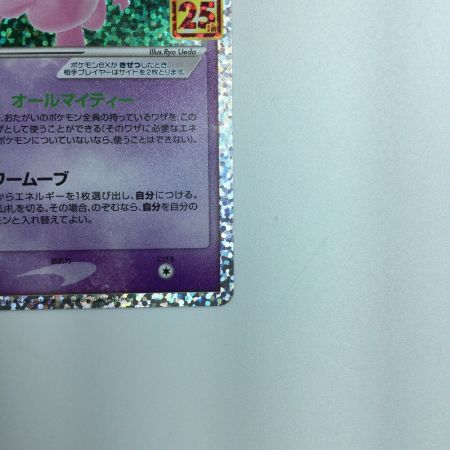 25
Illus. Ryo Ueda
ポケモンexが きぜつしたとき、
相手プレイヤーはサイドを2枚とります。
オールマイティー
、おたがいのポケモン全員の持っているワザを、この
ザとして使うことができる（そのワザに必要なエネ
ポケモンについていないなら、使うことはできない）。
ワームーブ
からエネルギーを1枚選び出し、自分につける。
山札を切る。その場合、のぞむなら、自分を自分の
モンと入れ替えてよい。
抵抗力
にげる